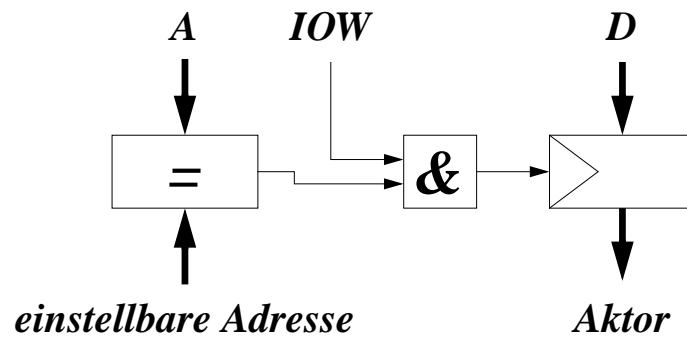 A IOW D
= &
einstellbare Adresse Aktor